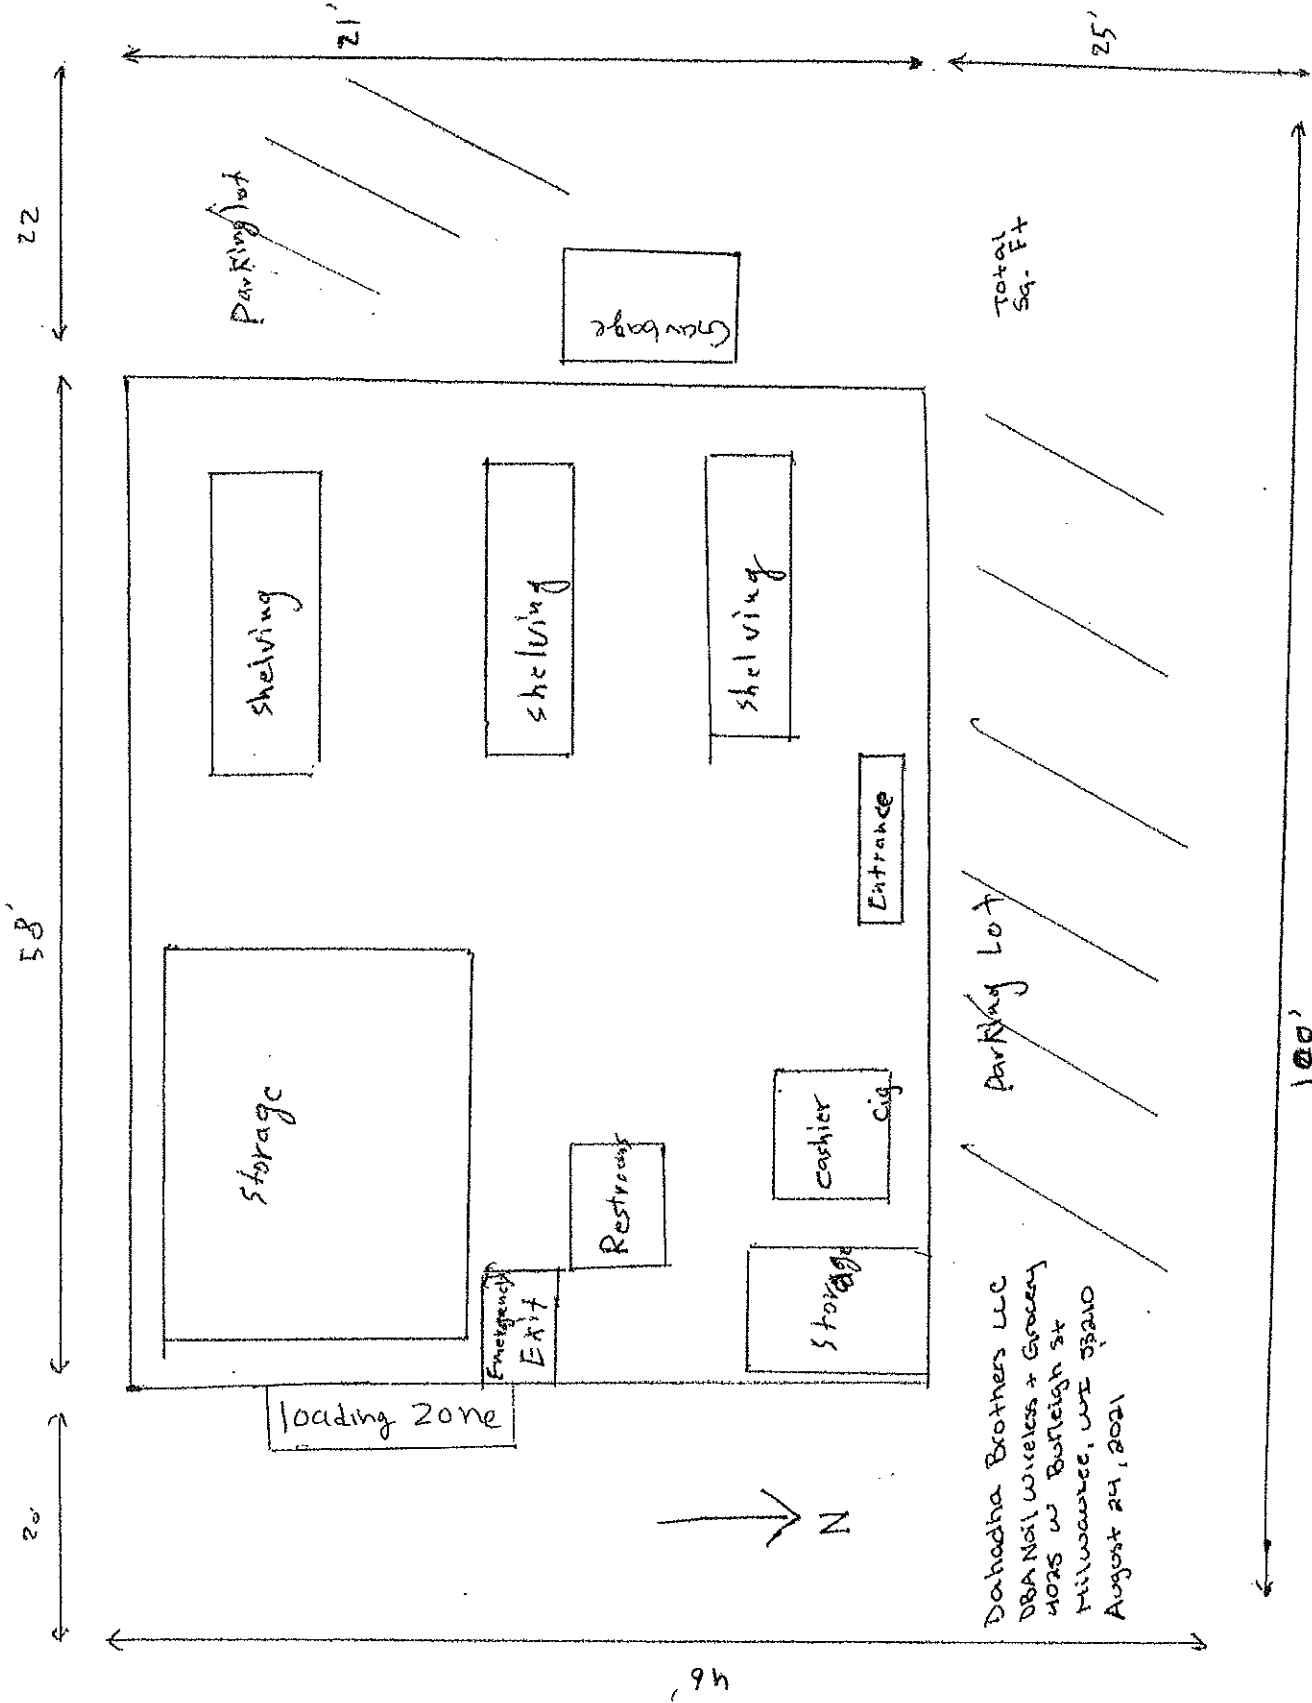 20'
58'
22
21'
Parking lot
Storage
shelving
loading zone
Emergency
Exit
shelving
Garbage
Restroom
46'
shelving
N
Storage
cashier
cig
Entrance
Parking Lot
Total
Sq. Ft
25'
Dahadha Brothers LLC
DBA Nail Wireless + Grocery
4025 W Burleigh St
Milwaukee, WI 53210
August 24, 2021
100'